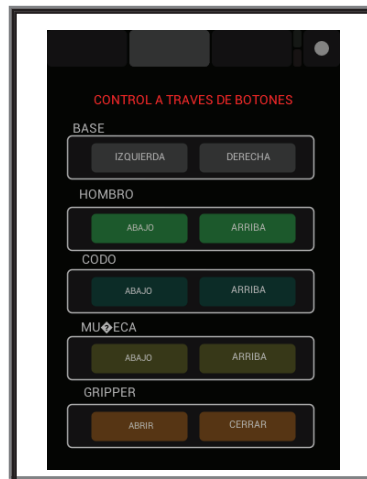 CONTROL A TRAVES DE BOTONES
BASE
IZQUIERDA DERECHA
HOMBRO
ABAJO ARRIBA
CODO
ABAJO ARRIBA
MU�ECA
ABAJO ARRIBA
GRIPPER
ABRIR CERRAR